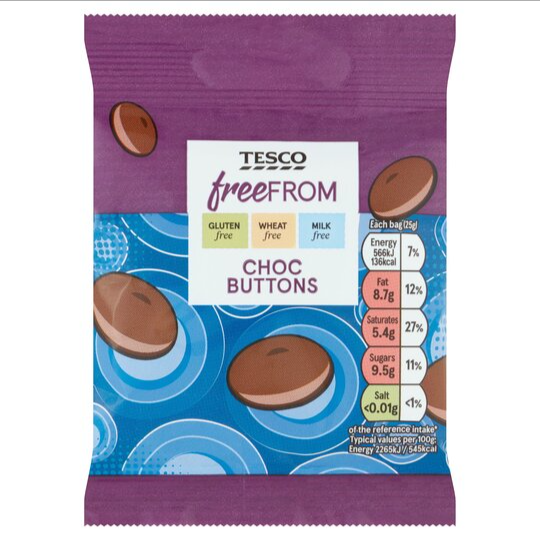 TESCO
freeFROM
GLUTEN free
WHEAT free
MILK free
CHOC
BUTTONS
Each bag (25g)
Energy
566kJ
136kcal
7%
Fat
8.7g
12%
Saturates
5.4g
27%
Sugars
9.5g
11%
Salt
<0.01g
<1%
of the reference intake*
Typical values per 100g:
Energy 2265kJ / 545kcal